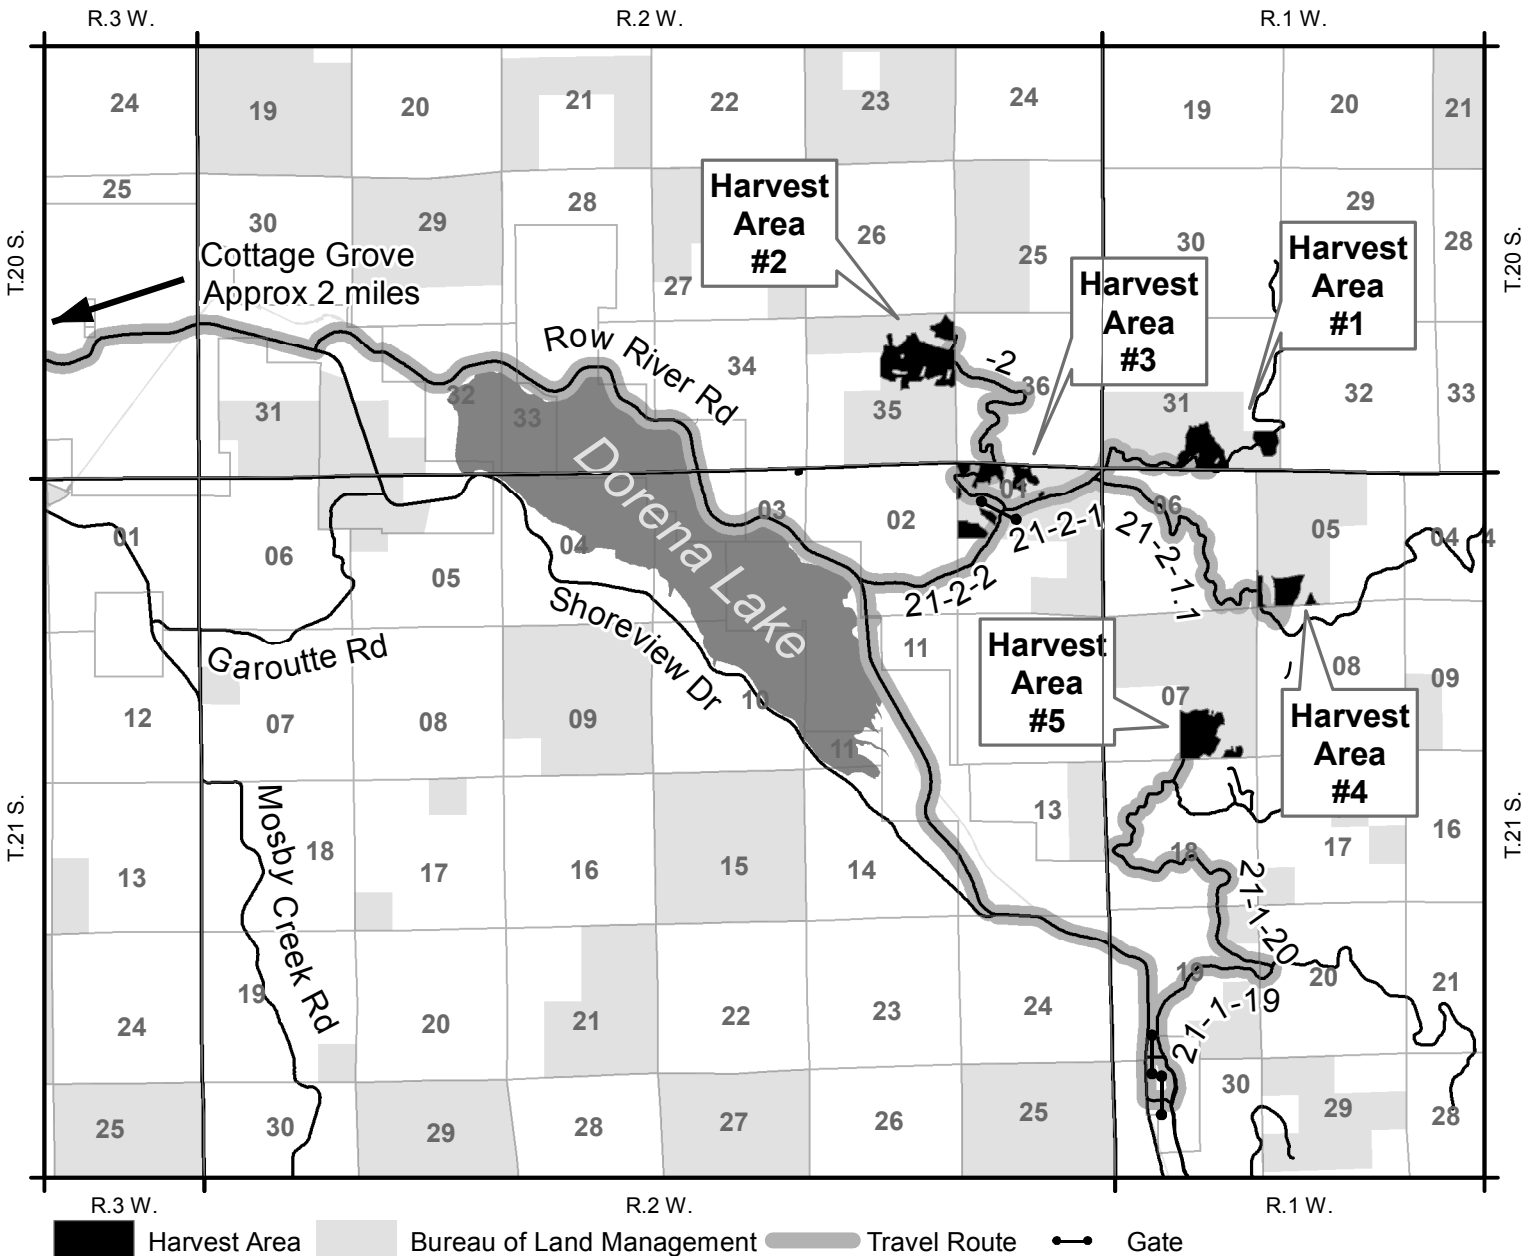 R.3 W.
R.2 W.
R.1 W.
24
19
20
21
22
23
24
19
20
21
25
30
29
28
27
26
25
30
29
28
T.20 S.
T.20 S.
Harvest
Area
#2
Harvest
Area
#3
Harvest
Area
#1
Cottage Grove
Approx 2 miles
Row River Rd
-2
31
32
33
34
35
36
31
32
33
Dorena Lake
01
06
05
04
03
02
01
06
05
04
4
21-2-1
21-2-1.1
21-2-2
Shoreview Dr
Garoutte Rd
Harvest
Area
#5
Harvest
Area
#4
12
07
08
09
10
11
11
07
08
09
T.21 S.
T.21 S.
Mosby Creek Rd
13
18
17
16
15
14
13
18
17
16
21-1-20
21-1-19
24
19
20
21
22
23
24
19
20
21
25
30
29
28
27
26
25
30
29
28
R.3 W.
R.2 W.
R.1 W.
Harvest Area
Bureau of Land Management
Travel Route
Gate